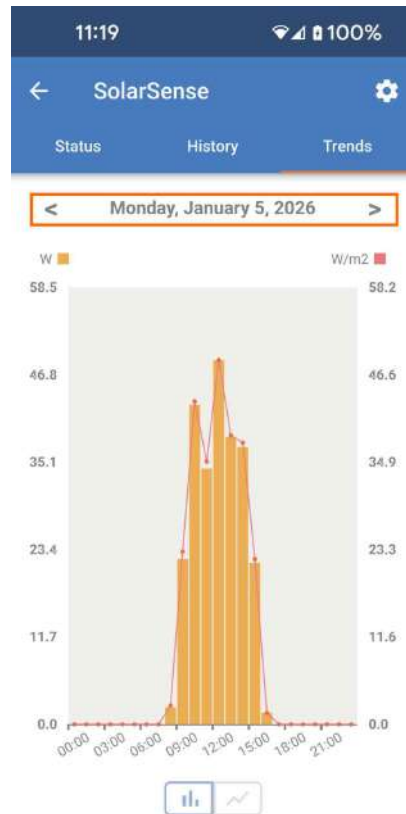 11:19 100%
SolarSense
Status History Trends
< Monday, January 5, 2026 >
W W/m2
58.5 58.2
46.8 46.6
35.1 34.9
23.4 23.3
11.7 11.6
0.0 0.0
00:00 03:00 06:00 09:00 12:00 15:00 18:00 21:00